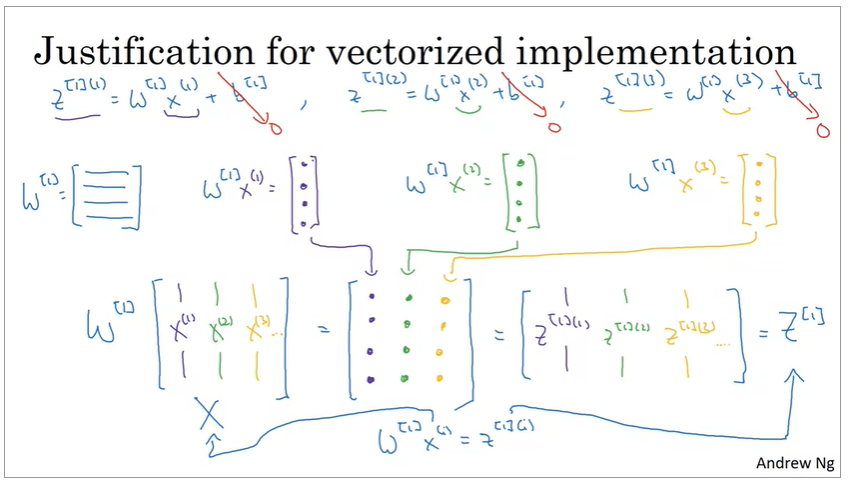 Justification for vectorized implementation
z^[1](1) = W^[1] x^(1) + b^[1] , z^[1](2) = W^[1] x^(2) + b^[1] , z^[1](3) = W^[1] x^(3) + b^[1]
0 0 0
W^[1] = [ ] W^[1] x^(1) = [ ] W^[1] x^(2) = [ ] W^[1] x^(3) = [ ]
W^[1] [ x^(1) x^(2) x^(3) ... ] = [ ] = [ z^[1](1) z^[1](2) z^[1](3) .... ] = Z^[1]
X
W^[1] x^(i) = z^[1](i)
Andrew Ng